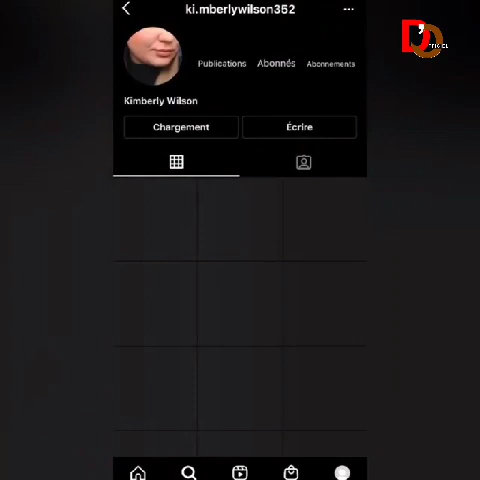 ki.mberlywilson352
Publications Abonnés Abonnements
Kimberly Wilson
Chargement Écrire